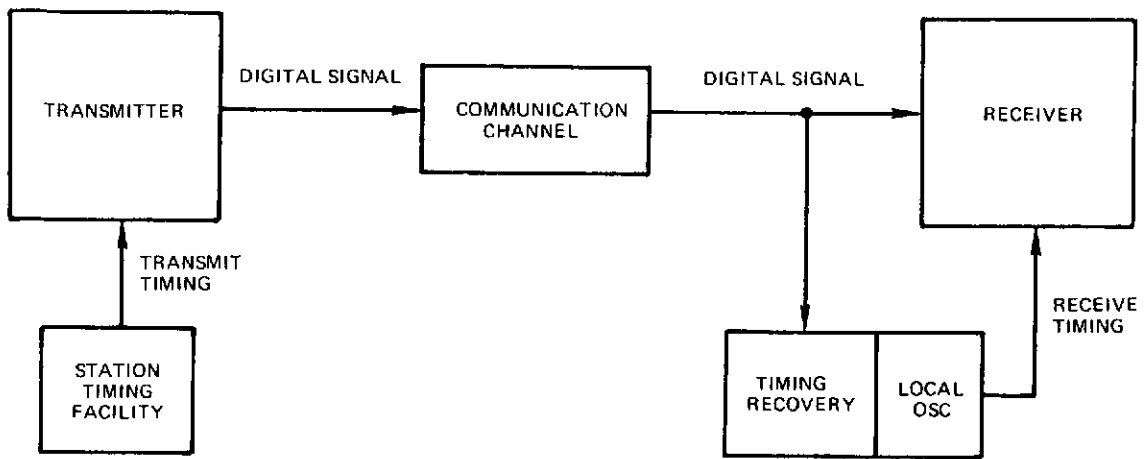 TRANSMITTER
DIGITAL SIGNAL
COMMUNICATION
CHANNEL
DIGITAL SIGNAL
RECEIVER
TRANSMIT
TIMING
STATION
TIMING
FACILITY
TIMING
RECOVERY
LOCAL
OSC
RECEIVE
TIMING